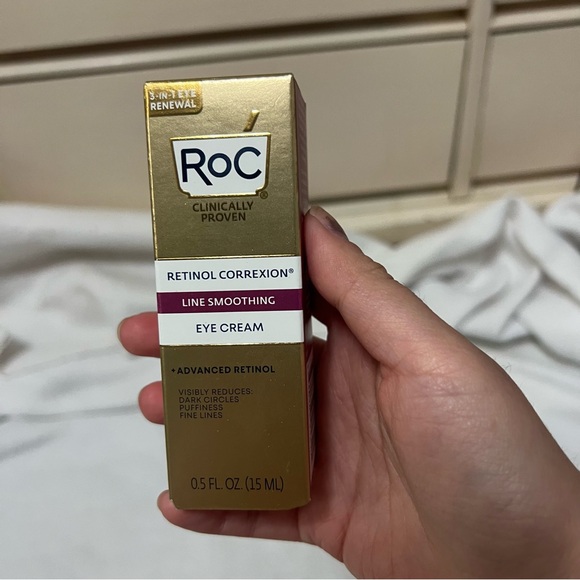 3-IN-1 EYE
RENEWAL
RoC®
CLINICALLY
PROVEN
RETINOL CORREXION®
LINE SMOOTHING
EYE CREAM
•ADVANCED RETINOL
VISIBLY REDUCES:
DARK CIRCLES
PUFFINESS
FINE LINES
0.5 FL. OZ. (15 ML)